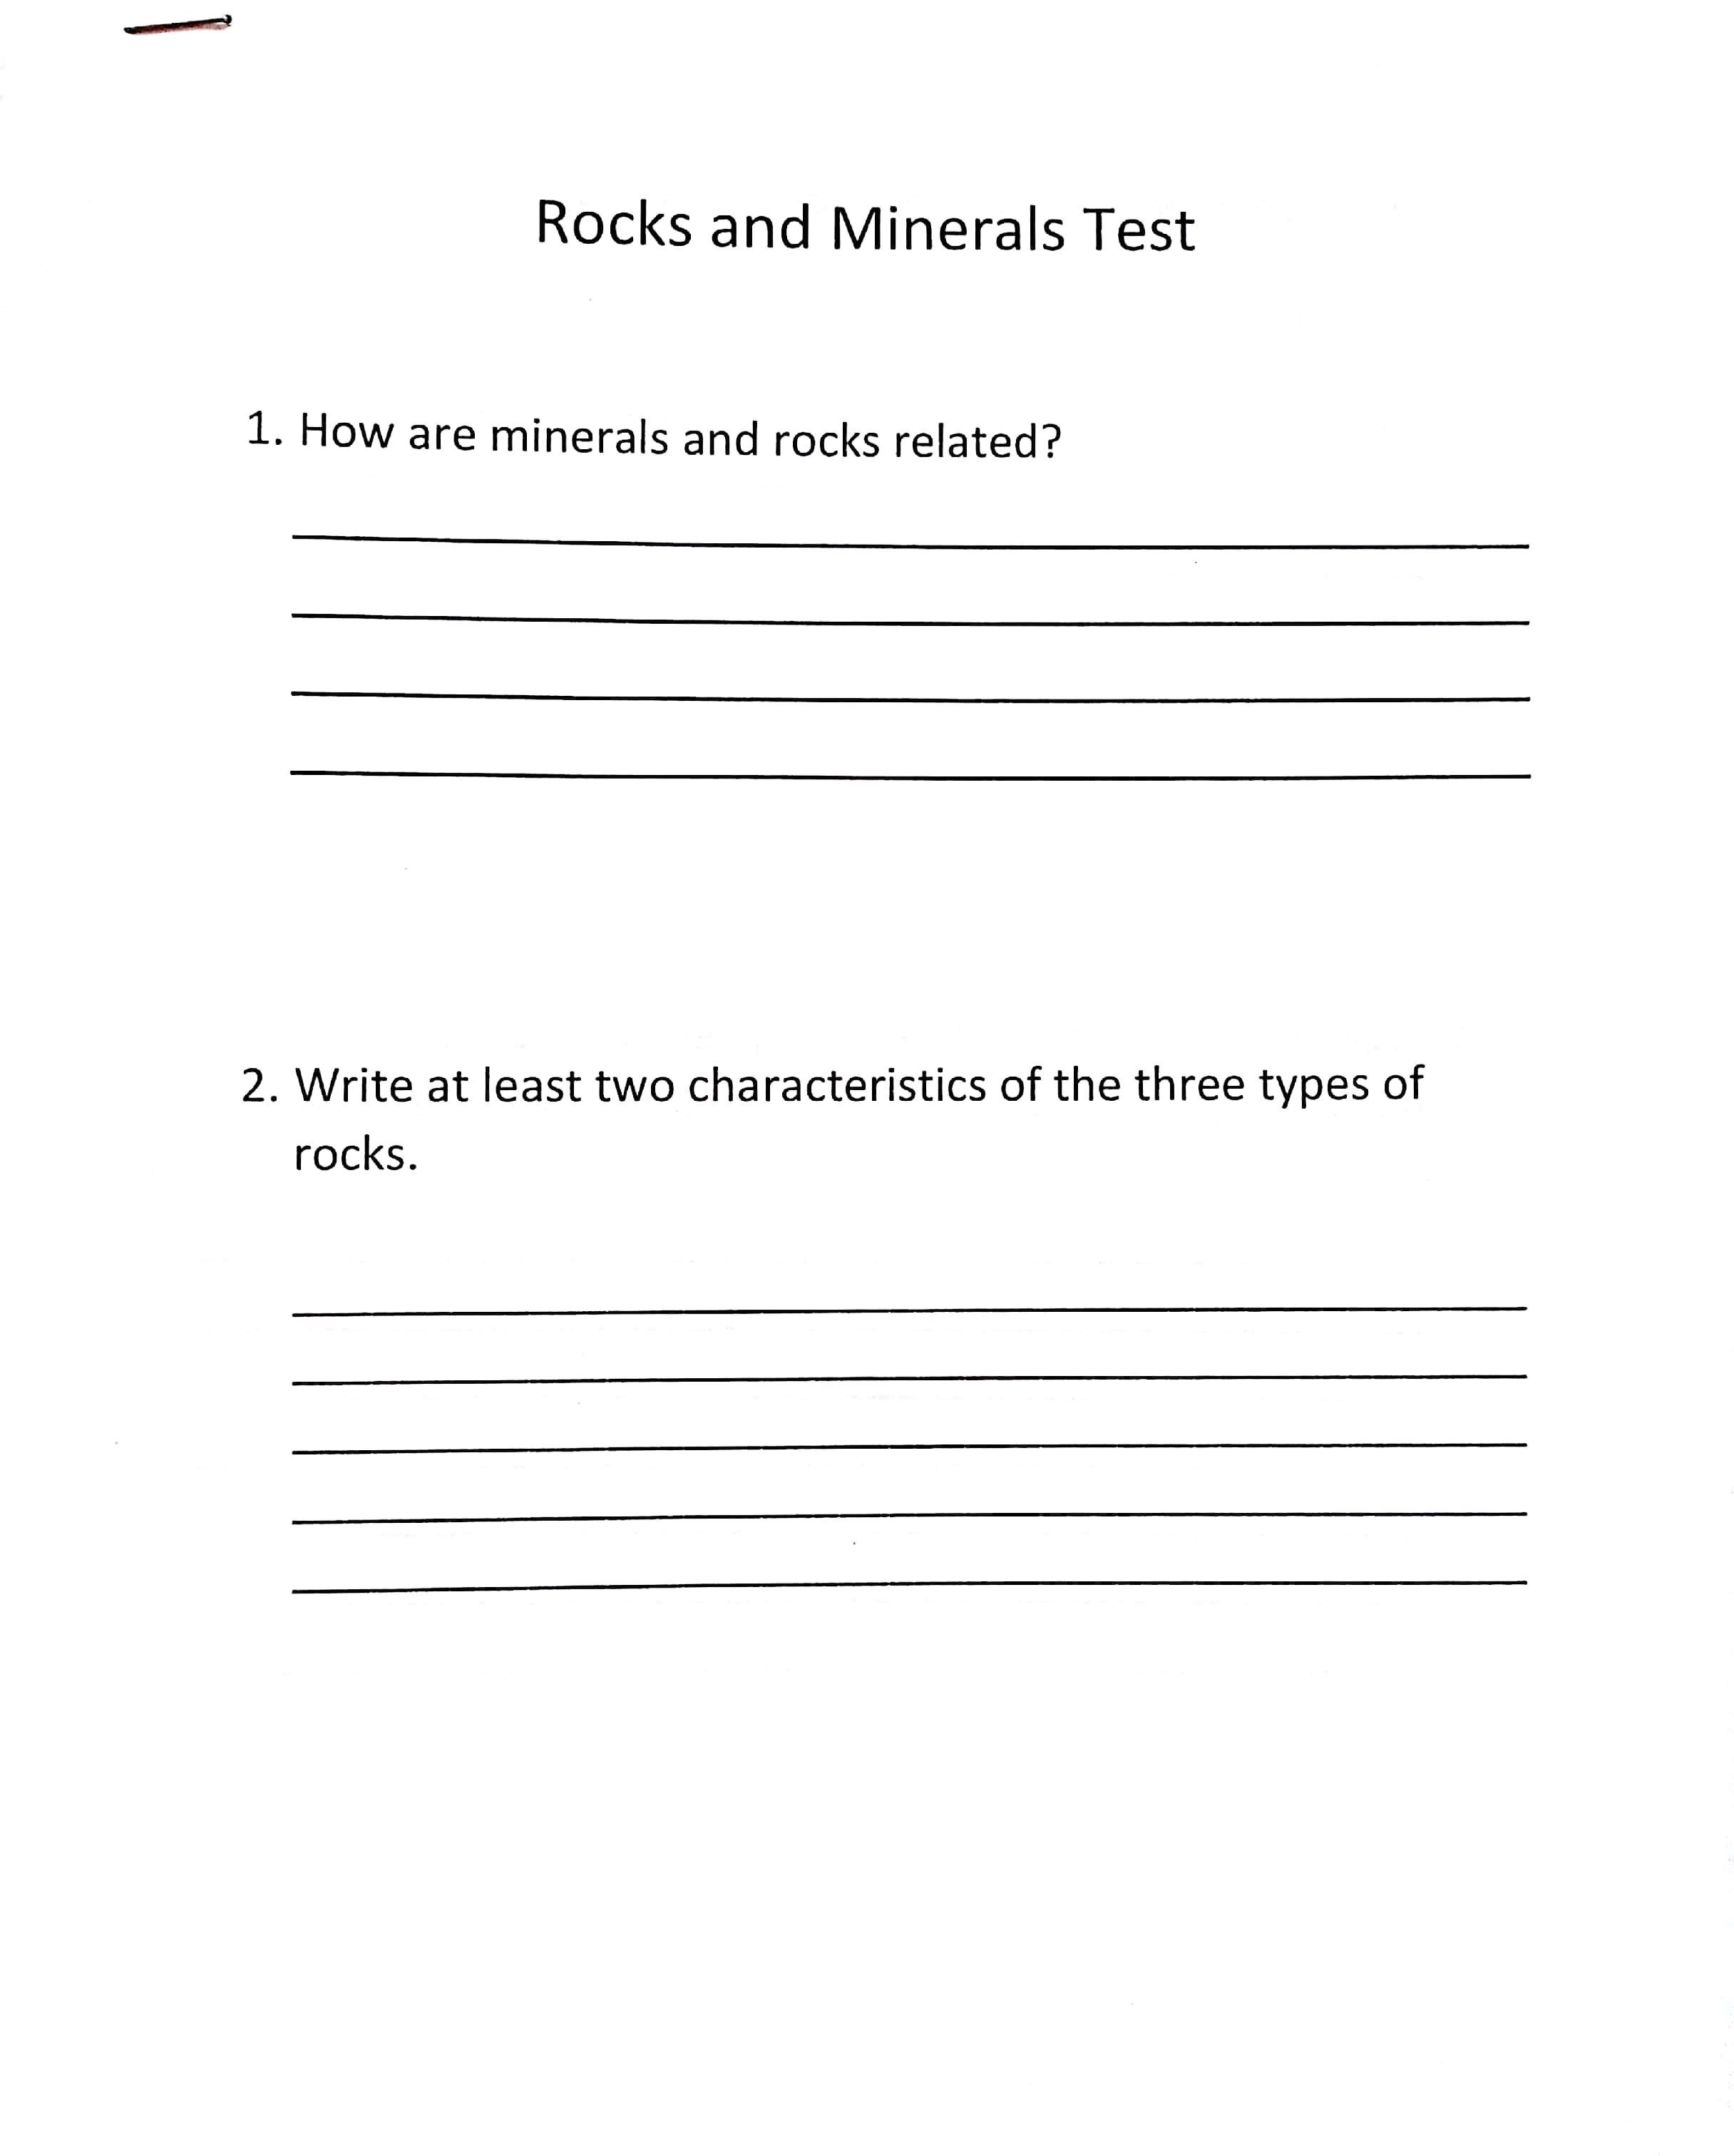 Rocks and Minerals Test
1. How are minerals and rocks related?
2. Write at least two characteristics of the three types of
rocks.